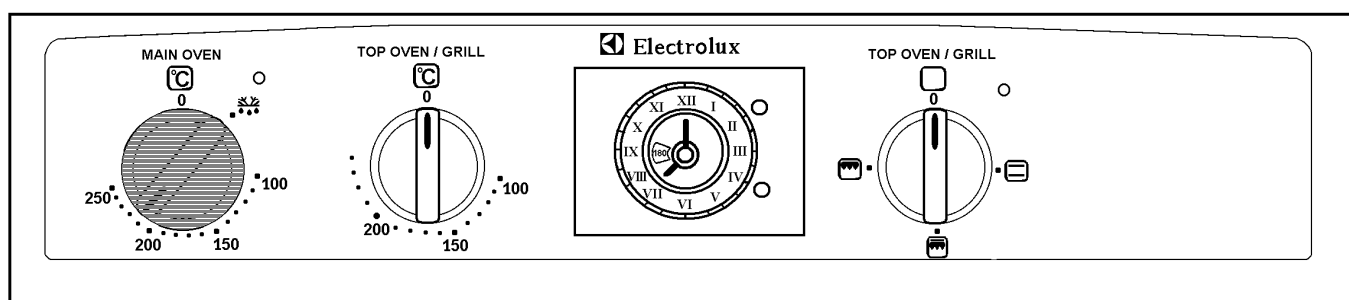 MAIN OVEN
°C
0
100
150
200
250
TOP OVEN / GRILL
°C
0
100
150
200
Electrolux
XII
I
II
III
IV
V
VI
VII
VIII
IX
X
XI
180
TOP OVEN / GRILL
0